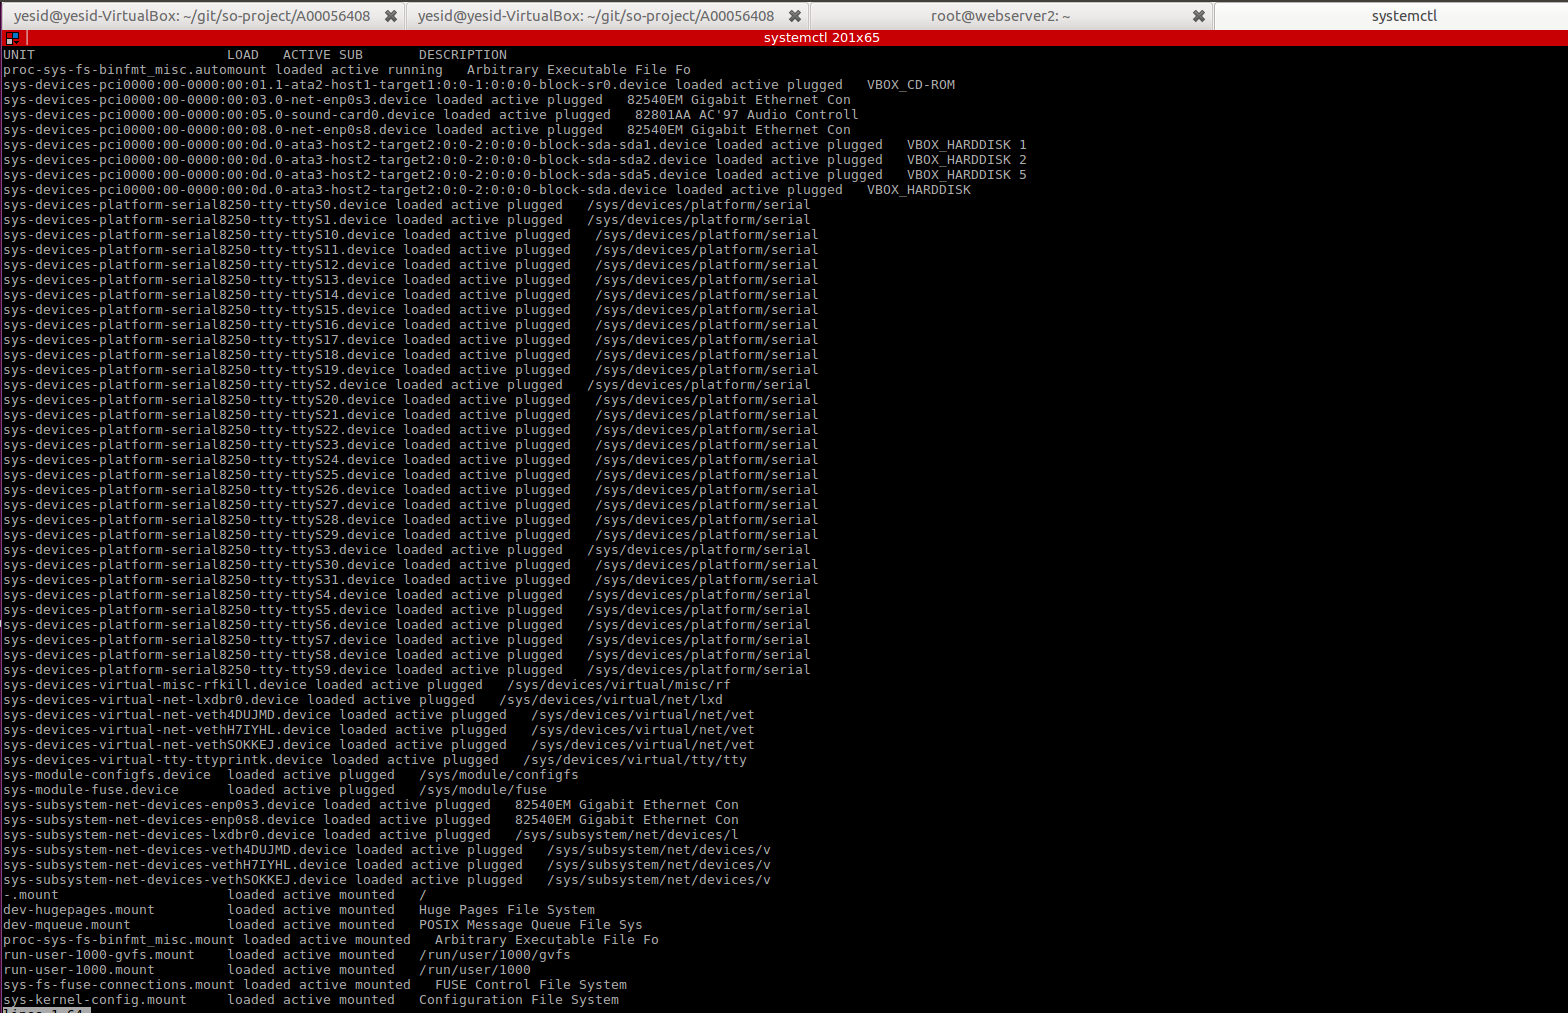 yesid@yesid-VirtualBox: ~/git/so-project/A00056408
yesid@yesid-VirtualBox: ~/git/so-project/A00056408
root@webserver2: ~
systemctl
systemctl 201x65
UNIT                        LOAD   ACTIVE SUB       DESCRIPTION
proc-sys-fs-binfmt_misc.automount loaded active running   Arbitrary Executable File Fo
sys-devices-pci0000:00-0000:00:01.1-ata2-host1-target1:0:0-1:0:0:0-block-sr0.device loaded active plugged   VBOX_CD-ROM
sys-devices-pci0000:00-0000:00:03.0-net-enp0s3.device loaded active plugged   82540EM Gigabit Ethernet Con
sys-devices-pci0000:00-0000:00:05.0-sound-card0.device loaded active plugged   82801AA AC'97 Audio Controll
sys-devices-pci0000:00-0000:00:08.0-net-enp0s8.device loaded active plugged   82540EM Gigabit Ethernet Con
sys-devices-pci0000:00-0000:00:0d.0-ata3-host2-target2:0:0-2:0:0:0-block-sda-sda1.device loaded active plugged   VBOX_HARDDISK 1
sys-devices-pci0000:00-0000:00:0d.0-ata3-host2-target2:0:0-2:0:0:0-block-sda-sda2.device loaded active plugged   VBOX_HARDDISK 2
sys-devices-pci0000:00-0000:00:0d.0-ata3-host2-target2:0:0-2:0:0:0-block-sda-sda5.device loaded active plugged   VBOX_HARDDISK 5
sys-devices-pci0000:00-0000:00:0d.0-ata3-host2-target2:0:0-2:0:0:0-block-sda.device loaded active plugged   VBOX_HARDDISK
sys-devices-platform-serial8250-tty-ttyS0.device loaded active plugged   /sys/devices/platform/serial
sys-devices-platform-serial8250-tty-ttyS1.device loaded active plugged   /sys/devices/platform/serial
sys-devices-platform-serial8250-tty-ttyS10.device loaded active plugged   /sys/devices/platform/serial
sys-devices-platform-serial8250-tty-ttyS11.device loaded active plugged   /sys/devices/platform/serial
sys-devices-platform-serial8250-tty-ttyS12.device loaded active plugged   /sys/devices/platform/serial
sys-devices-platform-serial8250-tty-ttyS13.device loaded active plugged   /sys/devices/platform/serial
sys-devices-platform-serial8250-tty-ttyS14.device loaded active plugged   /sys/devices/platform/serial
sys-devices-platform-serial8250-tty-ttyS15.device loaded active plugged   /sys/devices/platform/serial
sys-devices-platform-serial8250-tty-ttyS16.device loaded active plugged   /sys/devices/platform/serial
sys-devices-platform-serial8250-tty-ttyS17.device loaded active plugged   /sys/devices/platform/serial
sys-devices-platform-serial8250-tty-ttyS18.device loaded active plugged   /sys/devices/platform/serial
sys-devices-platform-serial8250-tty-ttyS19.device loaded active plugged   /sys/devices/platform/serial
sys-devices-platform-serial8250-tty-ttyS2.device loaded active plugged   /sys/devices/platform/serial
sys-devices-platform-serial8250-tty-ttyS20.device loaded active plugged   /sys/devices/platform/serial
sys-devices-platform-serial8250-tty-ttyS21.device loaded active plugged   /sys/devices/platform/serial
sys-devices-platform-serial8250-tty-ttyS22.device loaded active plugged   /sys/devices/platform/serial
sys-devices-platform-serial8250-tty-ttyS23.device loaded active plugged   /sys/devices/platform/serial
sys-devices-platform-serial8250-tty-ttyS24.device loaded active plugged   /sys/devices/platform/serial
sys-devices-platform-serial8250-tty-ttyS25.device loaded active plugged   /sys/devices/platform/serial
sys-devices-platform-serial8250-tty-ttyS26.device loaded active plugged   /sys/devices/platform/serial
sys-devices-platform-serial8250-tty-ttyS27.device loaded active plugged   /sys/devices/platform/serial
sys-devices-platform-serial8250-tty-ttyS28.device loaded active plugged   /sys/devices/platform/serial
sys-devices-platform-serial8250-tty-ttyS29.device loaded active plugged   /sys/devices/platform/serial
sys-devices-platform-serial8250-tty-ttyS3.device loaded active plugged   /sys/devices/platform/serial
sys-devices-platform-serial8250-tty-ttyS30.device loaded active plugged   /sys/devices/platform/serial
sys-devices-platform-serial8250-tty-ttyS31.device loaded active plugged   /sys/devices/platform/serial
sys-devices-platform-serial8250-tty-ttyS4.device loaded active plugged   /sys/devices/platform/serial
sys-devices-platform-serial8250-tty-ttyS5.device loaded active plugged   /sys/devices/platform/serial
sys-devices-platform-serial8250-tty-ttyS6.device loaded active plugged   /sys/devices/platform/serial
sys-devices-platform-serial8250-tty-ttyS7.device loaded active plugged   /sys/devices/platform/serial
sys-devices-platform-serial8250-tty-ttyS8.device loaded active plugged   /sys/devices/platform/serial
sys-devices-platform-serial8250-tty-ttyS9.device loaded active plugged   /sys/devices/platform/serial
sys-devices-virtual-misc-rfkill.device loaded active plugged   /sys/devices/virtual/misc/rf
sys-devices-virtual-net-lxdbr0.device loaded active plugged   /sys/devices/virtual/net/lxd
sys-devices-virtual-net-veth4DUJMD.device loaded active plugged   /sys/devices/virtual/net/vet
sys-devices-virtual-net-vethH7IYHL.device loaded active plugged   /sys/devices/virtual/net/vet
sys-devices-virtual-net-vethSOKKEJ.device loaded active plugged   /sys/devices/virtual/net/vet
sys-devices-virtual-tty-ttyprintk.device loaded active plugged   /sys/devices/virtual/tty/tty
sys-module-configfs.device  loaded active plugged   /sys/module/configfs
sys-module-fuse.device      loaded active plugged   /sys/module/fuse
sys-subsystem-net-devices-enp0s3.device loaded active plugged   82540EM Gigabit Ethernet Con
sys-subsystem-net-devices-enp0s8.device loaded active plugged   82540EM Gigabit Ethernet Con
sys-subsystem-net-devices-lxdbr0.device loaded active plugged   /sys/subsystem/net/devices/l
sys-subsystem-net-devices-veth4DUJMD.device loaded active plugged   /sys/subsystem/net/devices/v
sys-subsystem-net-devices-vethH7IYHL.device loaded active plugged   /sys/subsystem/net/devices/v
sys-subsystem-net-devices-vethSOKKEJ.device loaded active plugged   /sys/subsystem/net/devices/v
-.mount                     loaded active mounted   /
dev-hugepages.mount         loaded active mounted   Huge Pages File System
dev-mqueue.mount            loaded active mounted   POSIX Message Queue File Sys
proc-sys-fs-binfmt_misc.mount loaded active mounted   Arbitrary Executable File Fo
run-user-1000-gvfs.mount    loaded active mounted   /run/user/1000/gvfs
run-user-1000.mount         loaded active mounted   /run/user/1000
sys-fs-fuse-connections.mount loaded active mounted   FUSE Control File System
sys-kernel-config.mount     loaded active mounted   Configuration File System
lines 1-64